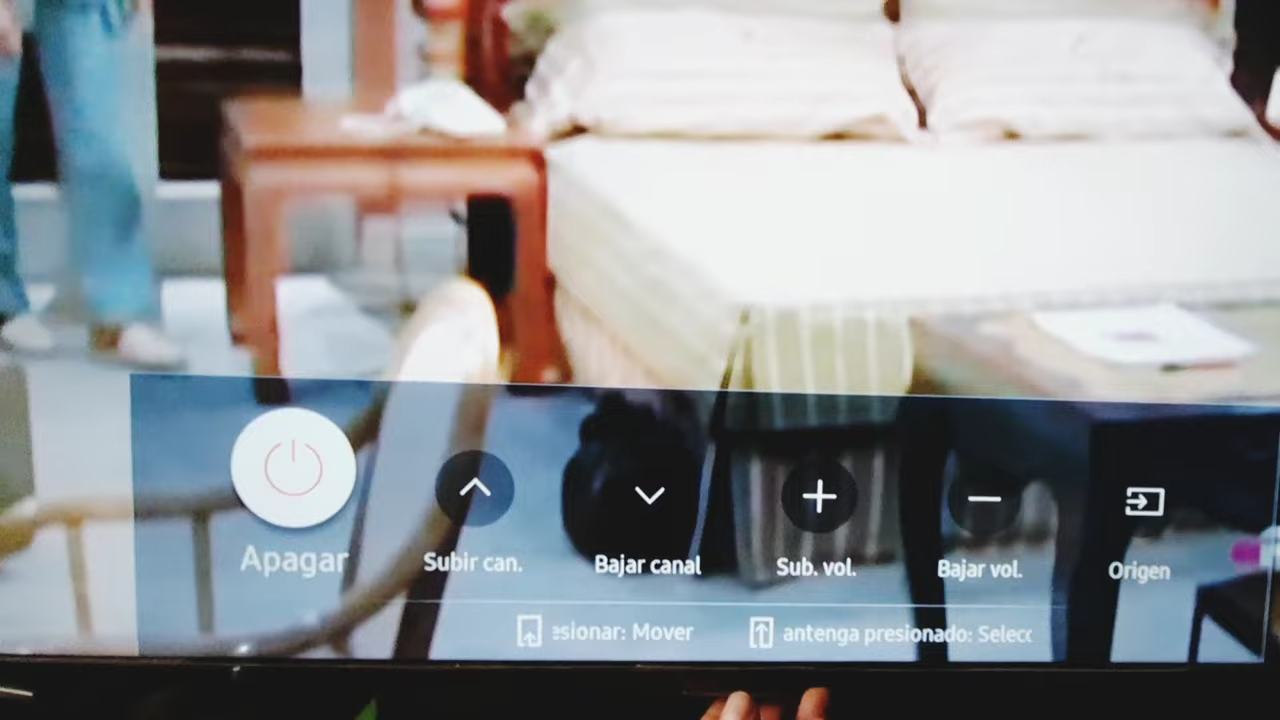 Apagar
Subir can.
Bajar canal
Sub. vol.
Bajar vol.
Origen
esionar: Mover
antenga presionado: Selecc